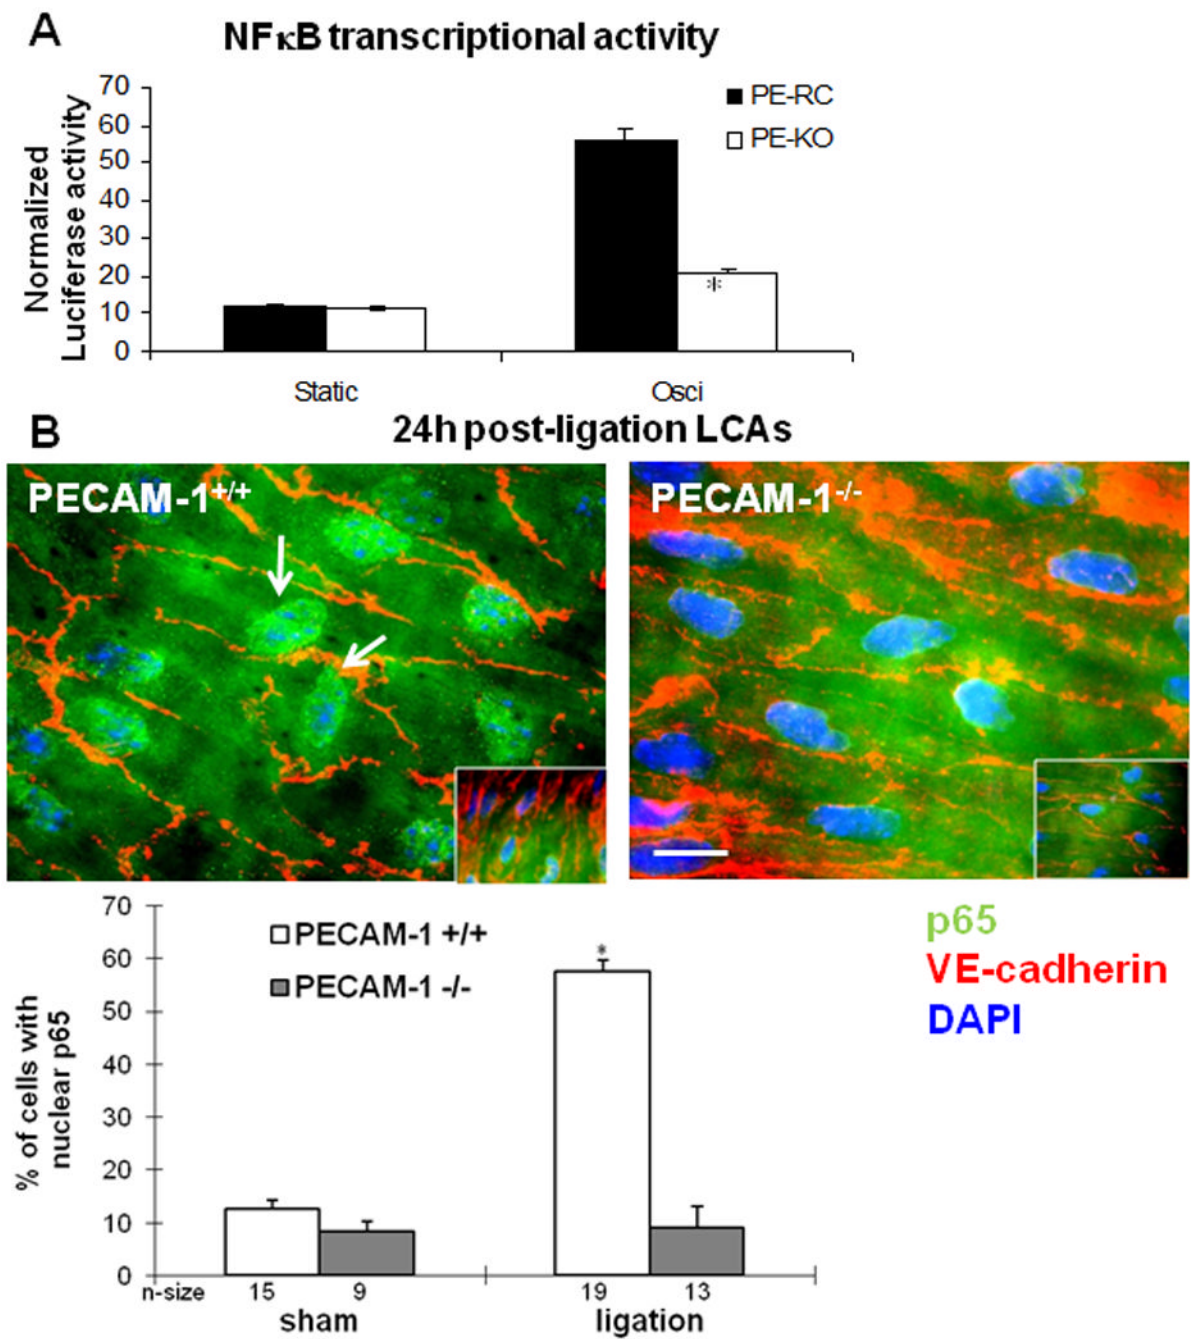 A
NFκB transcriptional activity
Normalized
Luciferase activity
70
60
50
40
30
20
10
0
PE-RC
PE-KO
*
Static
Osci
B
24h post-ligation LCAs
PECAM-1+/+
PECAM-1-/-
% of cells with
nuclear p65
70
60
50
40
30
20
10
0
PECAM-1 +/+
PECAM-1 -/-
*
p65
VE-cadherin
DAPI
n-size 15 9 19 13
sham ligation